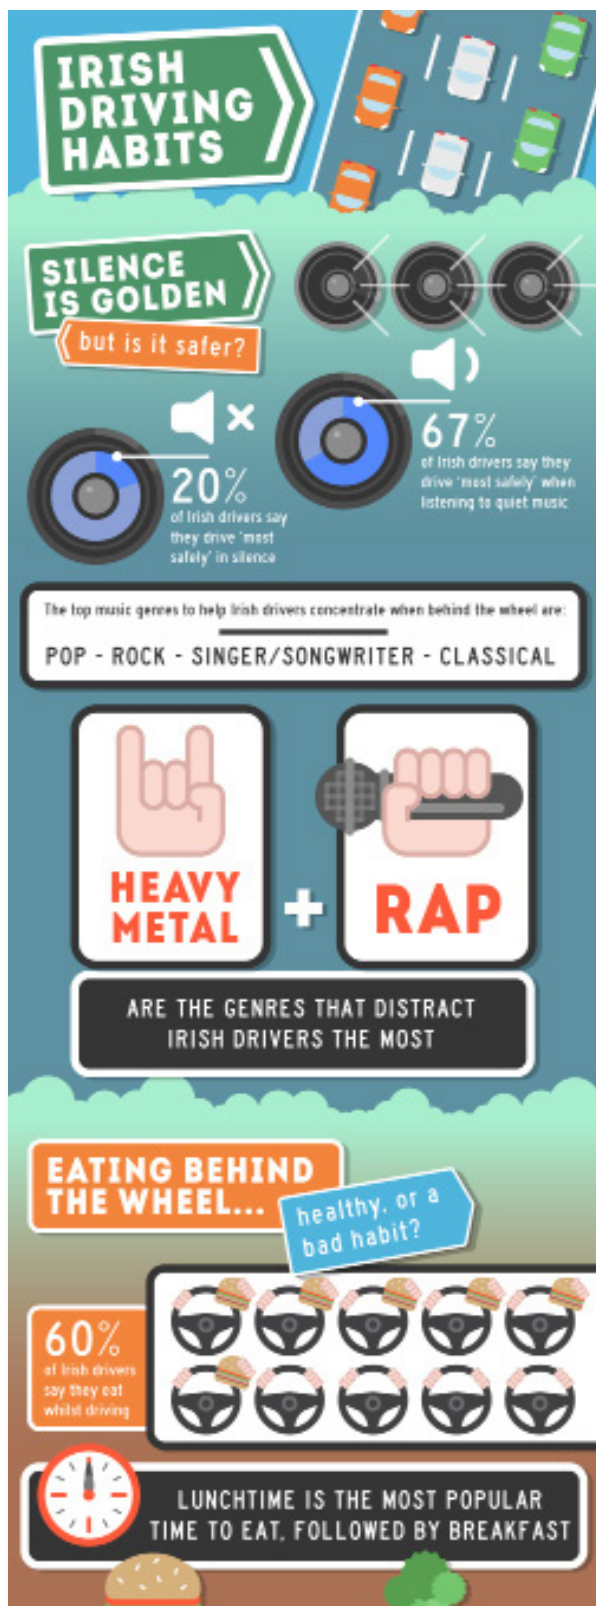 IRISH
DRIVING
HABITS
SILENCE
IS GOLDEN
but is it safer?
67%
of Irish drivers say they
drive 'most safely' when
listening to quiet music
20%
of Irish drivers say
they drive 'most
safely' in silence
The top music genres to help Irish drivers concentrate when behind the wheel are:
POP - ROCK - SINGER/SONGWRITER - CLASSICAL
HEAVY
METAL
+
RAP
ARE THE GENRES THAT DISTRACT
IRISH DRIVERS THE MOST
EATING BEHIND
THE WHEEL...
healthy, or a
bad habit?
60%
of Irish drivers
say they eat
whilst driving
LUNCHTIME IS THE MOST POPULAR
TIME TO EAT, FOLLOWED BY BREAKFAST